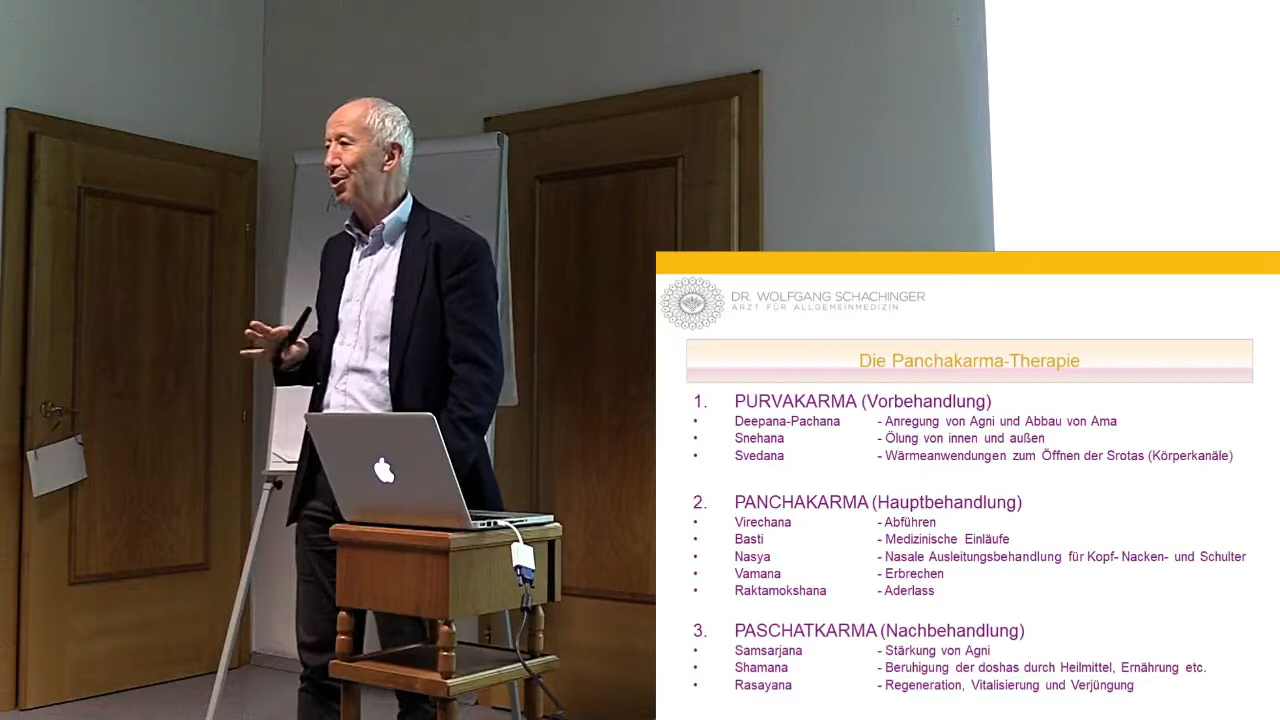 DR. WOLFGANG SCHACHINGER
ARZT FÜR ALLGEMEINMEDIZIN
Die Panchakarma-Therapie
1. PURVAKARMA (Vorbehandlung)
• Deepana-Pachana - Anregung von Agni und Abbau von Ama
• Snehana - Ölung von innen und außen
• Svedana - Wärmeanwendungen zum Öffnen der Srotas (Körperkanäle)
2. PANCHAKARMA (Hauptbehandlung)
• Virechana - Abführen
• Basti - Medizinische Einläufe
• Nasya - Nasale Ausleitungsbehandlung für Kopf- Nacken- und Schulter
• Vamana - Erbrechen
• Raktamokshana - Aderlass
3. PASCHATKARMA (Nachbehandlung)
• Samsarjana - Stärkung von Agni
• Shamana - Beruhigung der doshas durch Heilmittel, Ernährung etc.
• Rasayana - Regeneration, Vitalisierung und Verjüngung